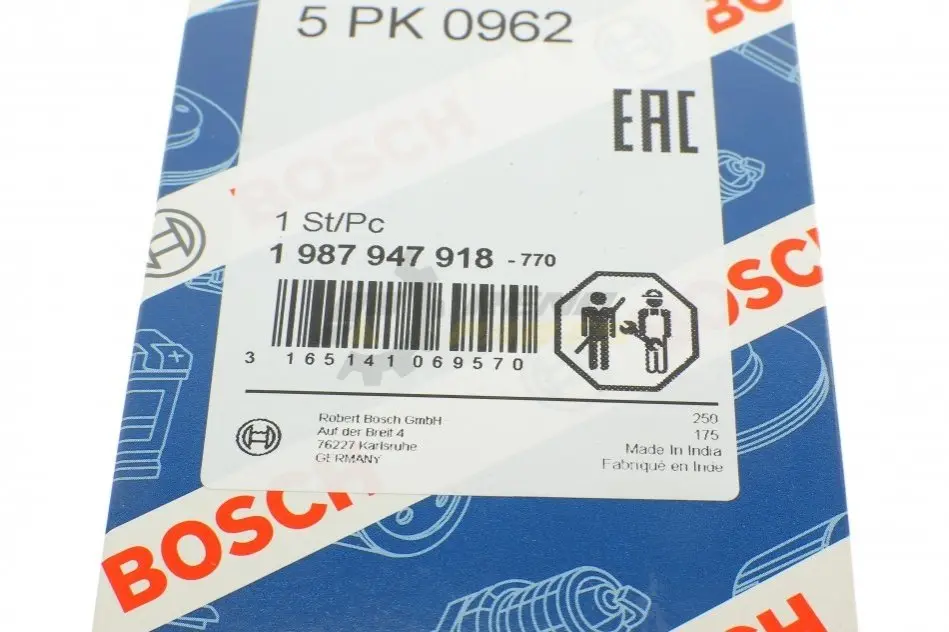 BOSCH
5 PK 0962
EAC
BOSCH
1 St/Pc
1 987 947 918 - 770
BOSCH
3 165141 069570
Robert Bosch GmbH
Auf der Breit 4
76227 Karlsruhe
GERMANY
250
175
Made In India
Fabriqué en Inde
BOSCH